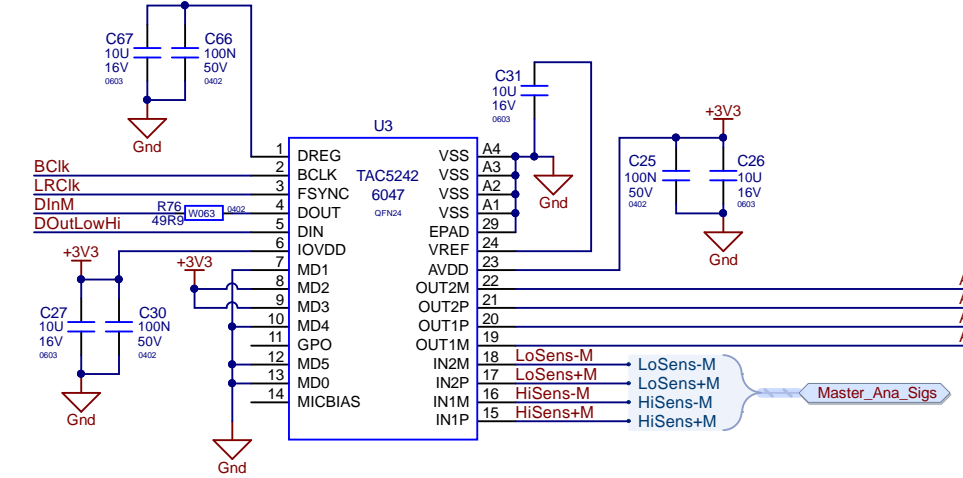 C67
10U
16V
0603
C66
100N
50V
0402
Gnd
C31
10U
16V
0603
Gnd
+3V3
C25
100N
50V
0402
C26
10U
16V
0603
Gnd
U3
TAC5242
6047
QFN24
BClk
LRClk
DInM
DOutLowHi
R76
49R9
W063
0402
1 DREG
2 BCLK
3 FSYNC
4 DOUT
5 DIN
6 IOVDD
7 MD1
8 MD2
9 MD3
10 MD4
11 GPO
12 MD5
13 MD0
14 MICBIAS
VSS A4
VSS A3
VSS A2
VSS A1
EPAD 29
VREF 24
AVDD 23
OUT2M 22
OUT2P 21
OUT1P 20
OUT1M 19
IN2M 18
IN2P 17
IN1M 16
IN1P 15
+3V3
+3V3
C27
10U
16V
0603
C30
100N
50V
0402
Gnd
Gnd
LoSens-M
LoSens+M
HiSens-M
HiSens+M
LoSens-M
LoSens+M
HiSens-M
HiSens+M
Master_Ana_Sigs